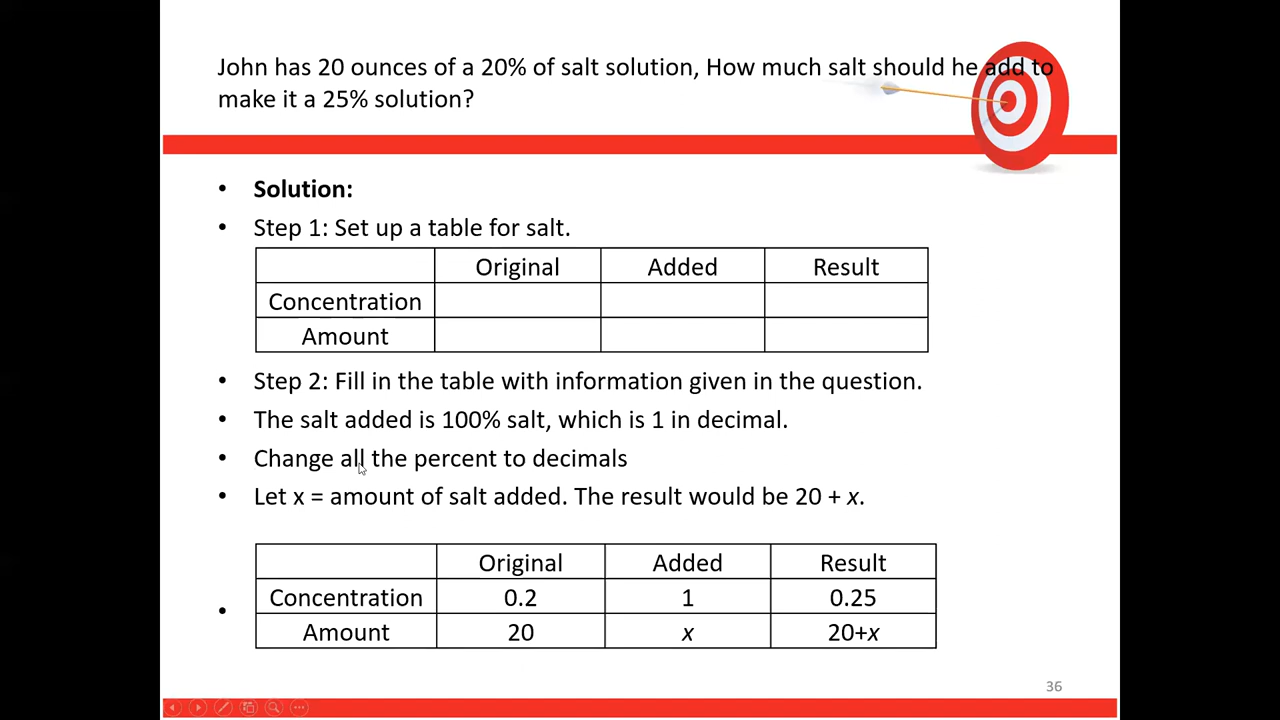 John has 20 ounces of a 20% of salt solution, How much salt should he add to
make it a 25% solution?
• Solution:
• Step 1: Set up a table for salt.
Original Added Result
Concentration
Amount
• Step 2: Fill in the table with information given in the question.
• The salt added is 100% salt, which is 1 in decimal.
• Change all the percent to decimals
• Let x = amount of salt added. The result would be 20 + x.
Original Added Result
• Concentration 0.2 1 0.25
Amount 20 x 20+x
36